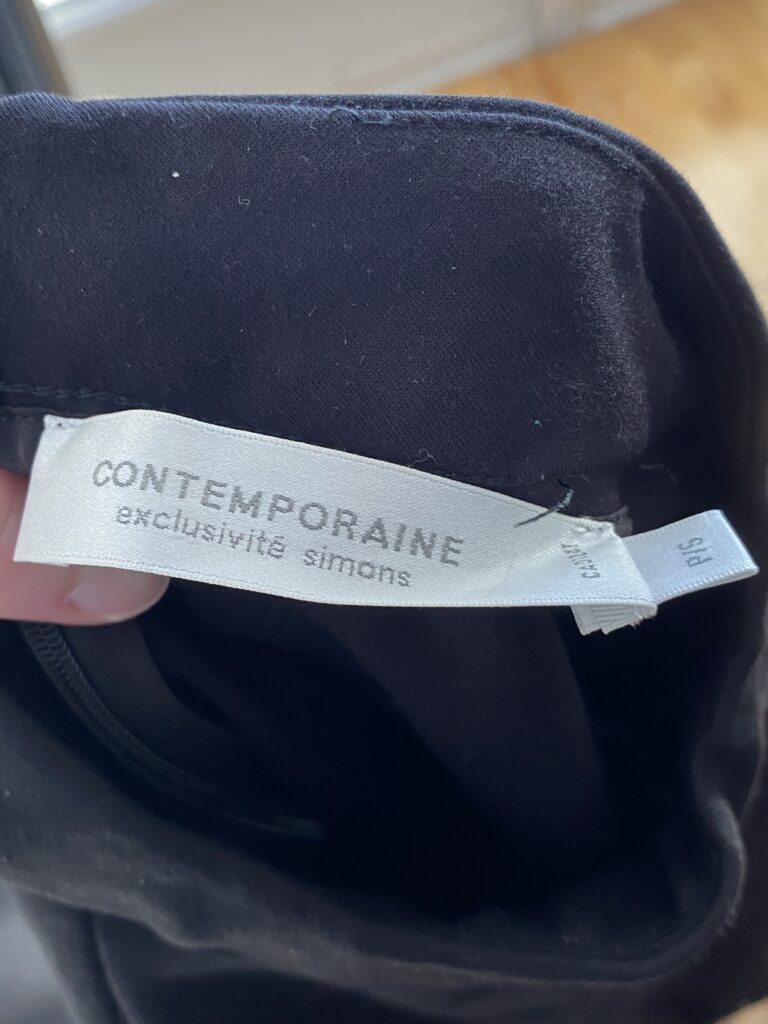 CONTEMPORAINE
exclusivité simons
P/S